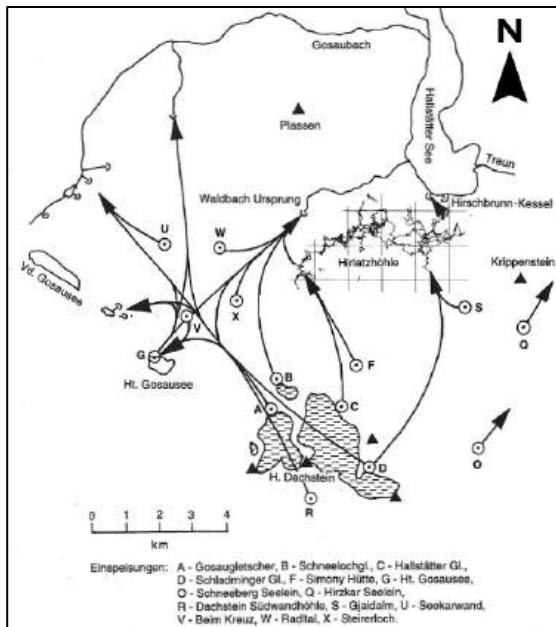 N
Gosaubach
Plassen
Hallstätter See
Traun
Waldbach Ursprung
Hirschbrunn-Kessel
U
W
Hirlatzhöhle
Vd. Gosausee
Krippenstein
X
S
V
Q
G
Ht. Gosausee
F
B
A
C
O
H. Dachstein
D
R
0 1 2 3 4
km
Einspeisungen: A - Gosaugletscher, B - Schneelochgl., C - Hallstätter Gl.,
D - Schladminger Gl., F - Simony Hütte, G - Ht. Gosausee,
O - Schneeberg Seelein, Q - Hirzkar Seelein,
R - Dachstein Südwandhöhle, S - Gjaidalm, U - Seekarwand,
V - Beim Kreuz, W - Radltal, X - Steirerloch.